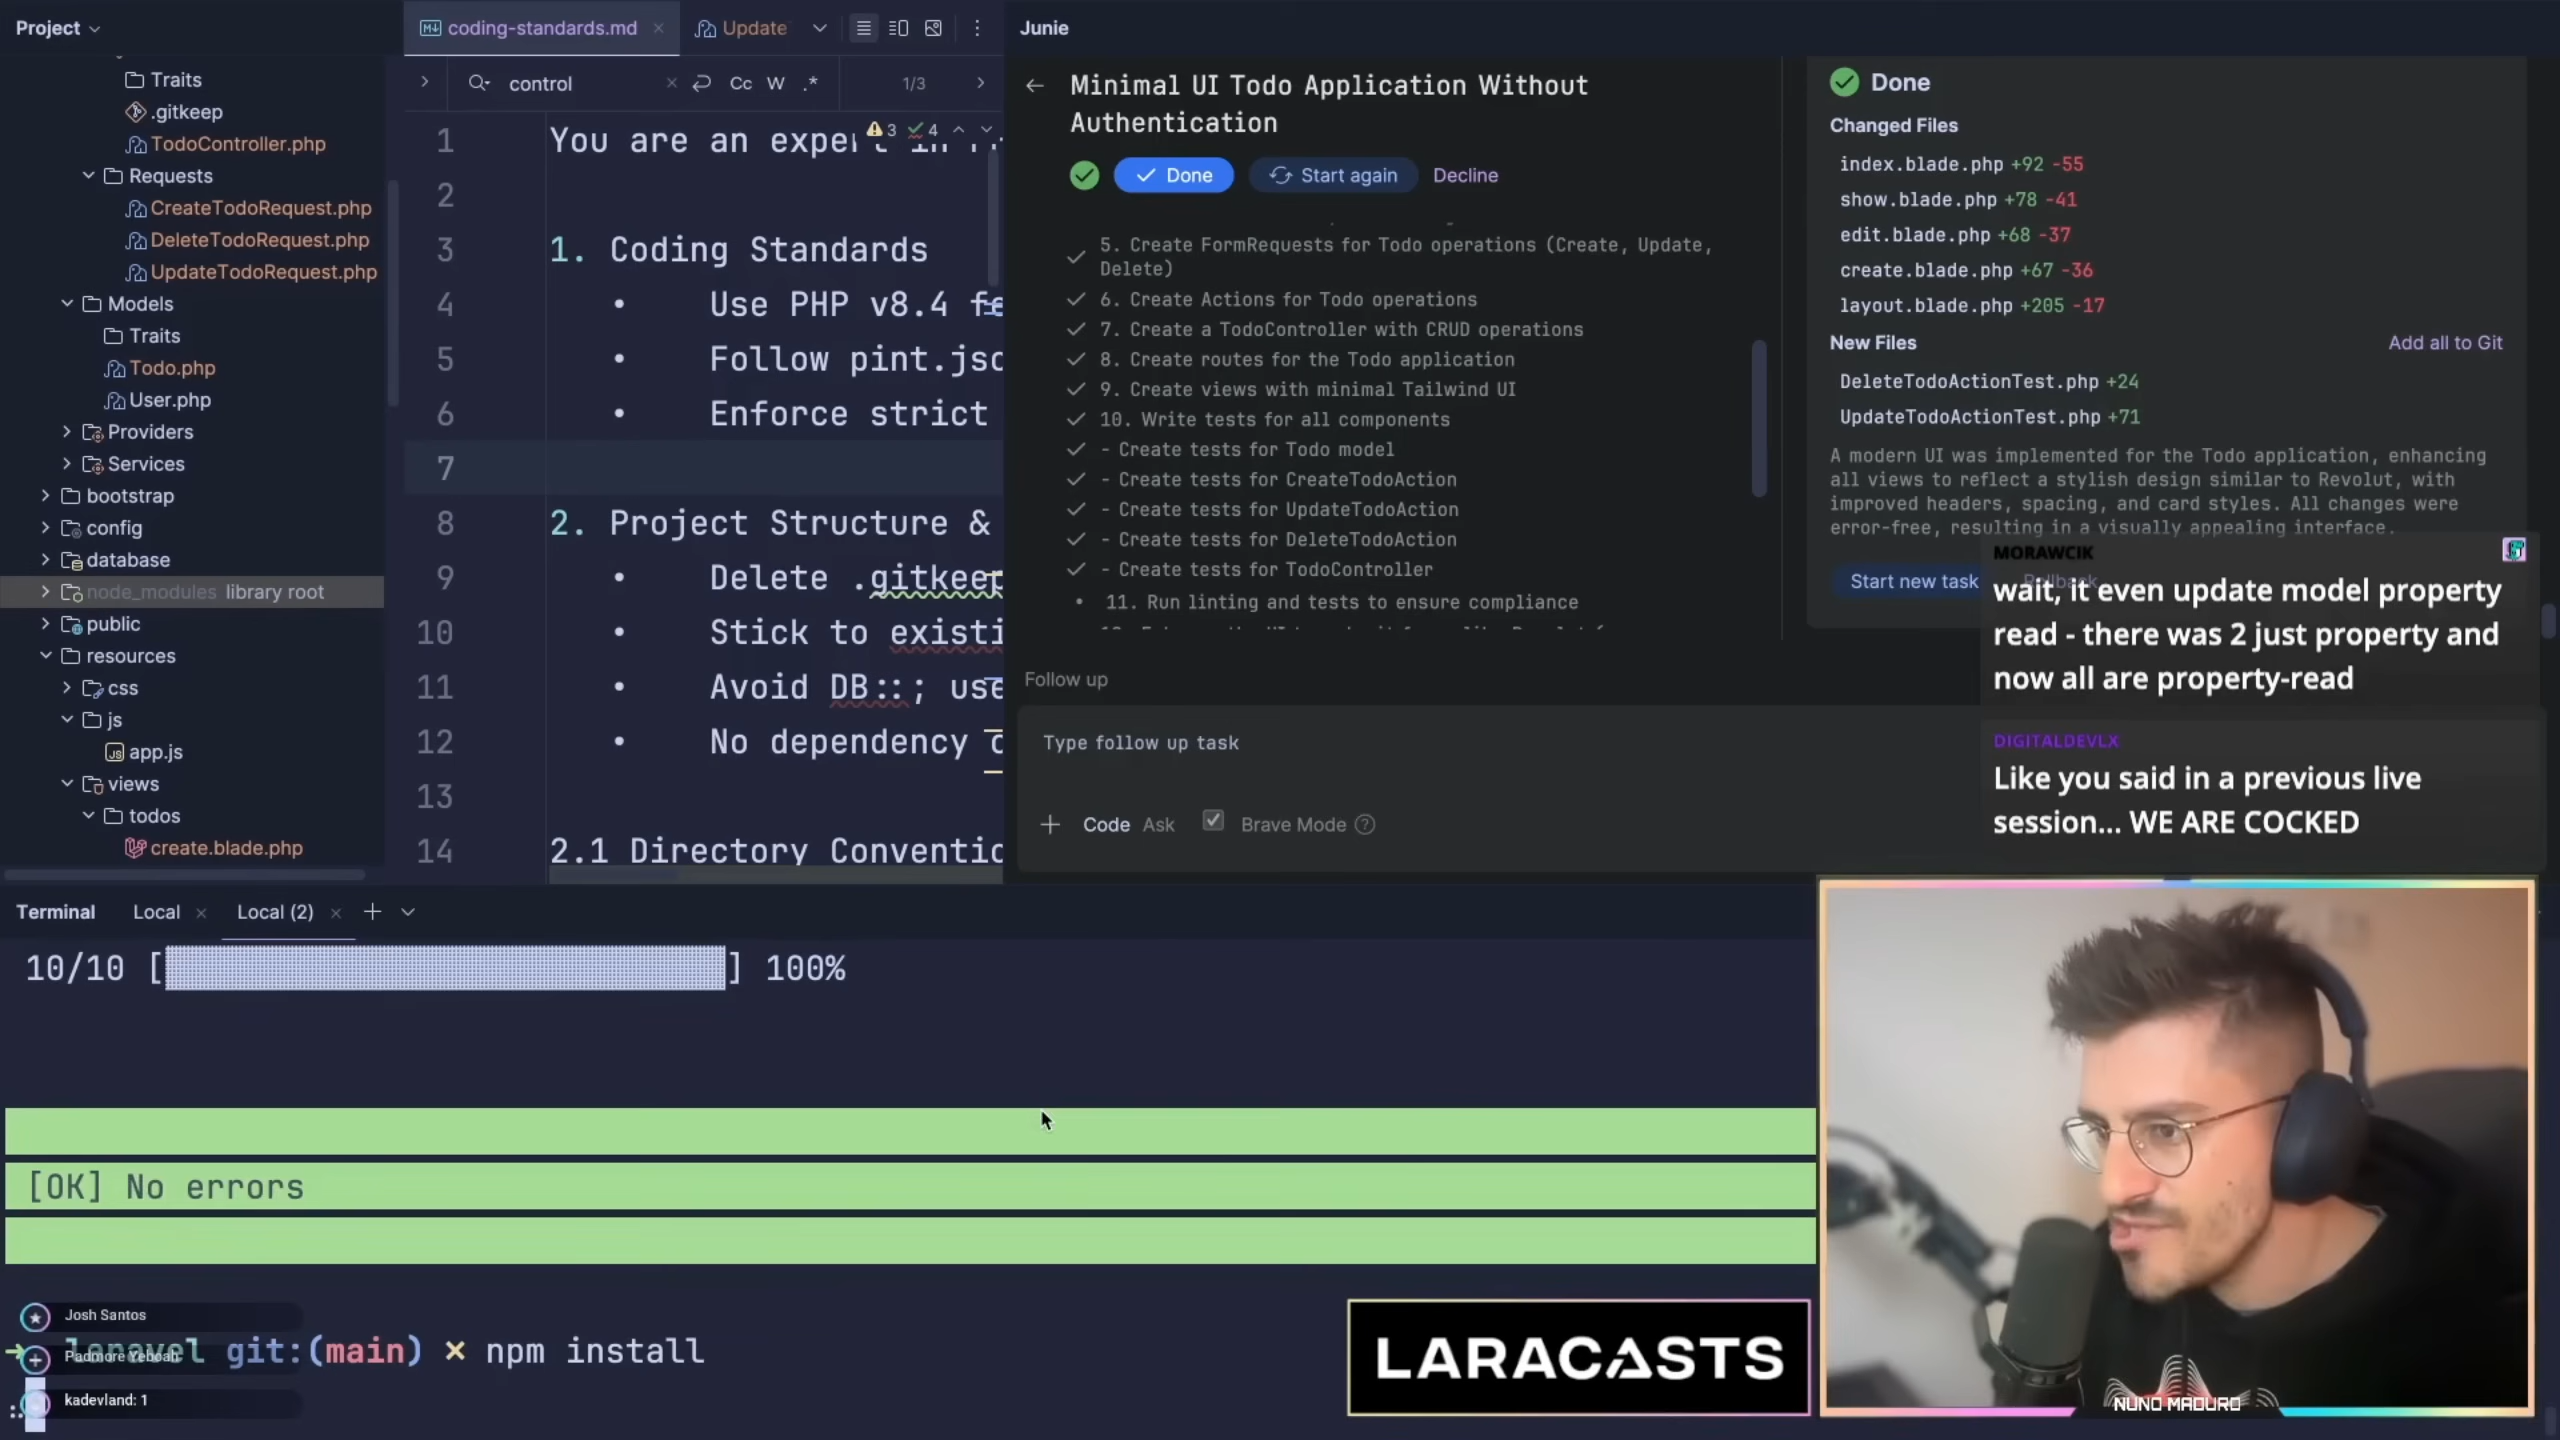 Project
Traits
.gitkeep
TodoController.php
Requests
CreateTodoRequest.php
DeleteTodoRequest.php
UpdateTodoRequest.php
Models
Traits
Todo.php
User.php
Providers
Services
bootstrap
config
database
node_modules library root
public
resources
css
js
app.js
views
todos
create.blade.php
coding-standards.md
Update
control
Cc W .*
1/3
3 4
1 You are an expert in
2
3 1. Coding Standards
4 • Use PHP v8.4
5 • Follow pint.jso
6 • Enforce strict
7
8 2. Project Structure &
9 • Delete .gitkeep
10 • Stick to existi
11 • Avoid DB::; use
12 • No dependency
13
14 2.1 Directory Conventio
Junie
Minimal UI Todo Application Without
Authentication
Done
Start again
Decline
5. Create FormRequests for Todo operations (Create, Update,
Delete)
6. Create Actions for Todo operations
7. Create a TodoController with CRUD operations
8. Create routes for the Todo application
9. Create views with minimal Tailwind UI
10. Write tests for all components
- Create tests for Todo model
- Create tests for CreateTodoAction
- Create tests for UpdateTodoAction
- Create tests for DeleteTodoAction
- Create tests for TodoController
• 11. Run linting and tests to ensure compliance
Done
Changed Files
index.blade.php +92 -55
show.blade.php +78 -41
edit.blade.php +68 -37
create.blade.php +67 -36
layout.blade.php +205 -17
New Files
Add all to Git
DeleteTodoActionTest.php +24
UpdateTodoActionTest.php +71
A modern UI was implemented for the Todo application, enhancing
all views to reflect a stylish design similar to Revolut, with
improved headers, spacing, and card styles. All changes were
error-free, resulting in a visually appealing interface.
Start new task
Rollback
MORAWCIK
wait, it even update model property
read - there was 2 just property and
now all are property-read
DIGITALDEVLX
Like you said in a previous live
session... WE ARE COCKED
Follow up
Type follow up task
Code Ask Brave Mode
Terminal
Local
Local (2)
10/10 [ ] 100%
[OK] No errors
Josh Santos
laravel git:(main) × npm install
Padmore Yeboah
kadevland: 1
LARACASTS
NUNO MADURO